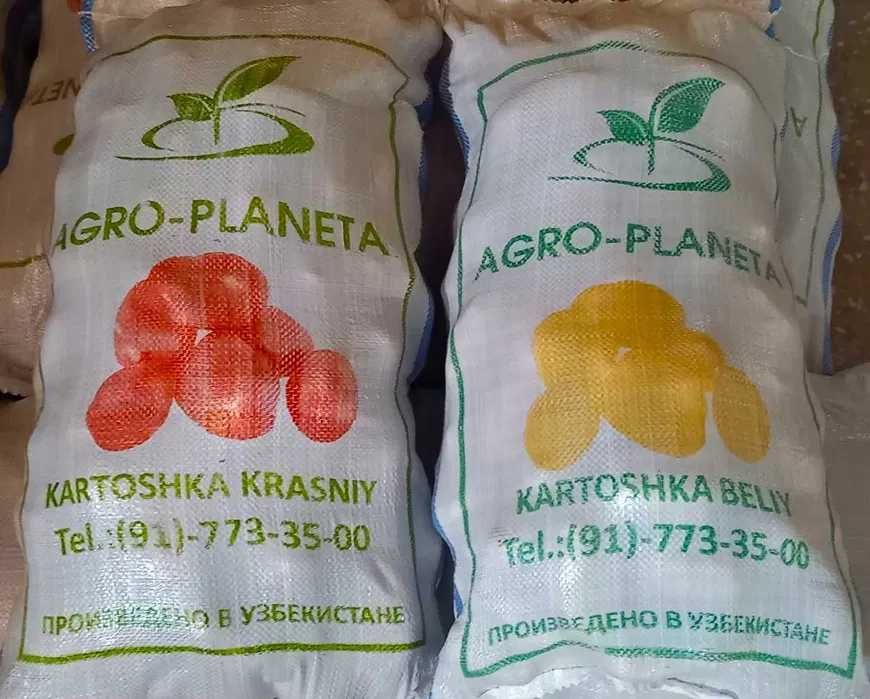 AGRO-PLANETA
KARTOSHKA KRASNIY
Tel.:(91)-773-35-00
ПРОИЗВЕДЕНО В УЗБЕКИСТАНЕ
AGRO-PLANETA
KARTOSHKA BELIY
Tel.:(91)-773-35-00
ПРОИЗВЕДЕНО В УЗБЕКИСТАНЕ